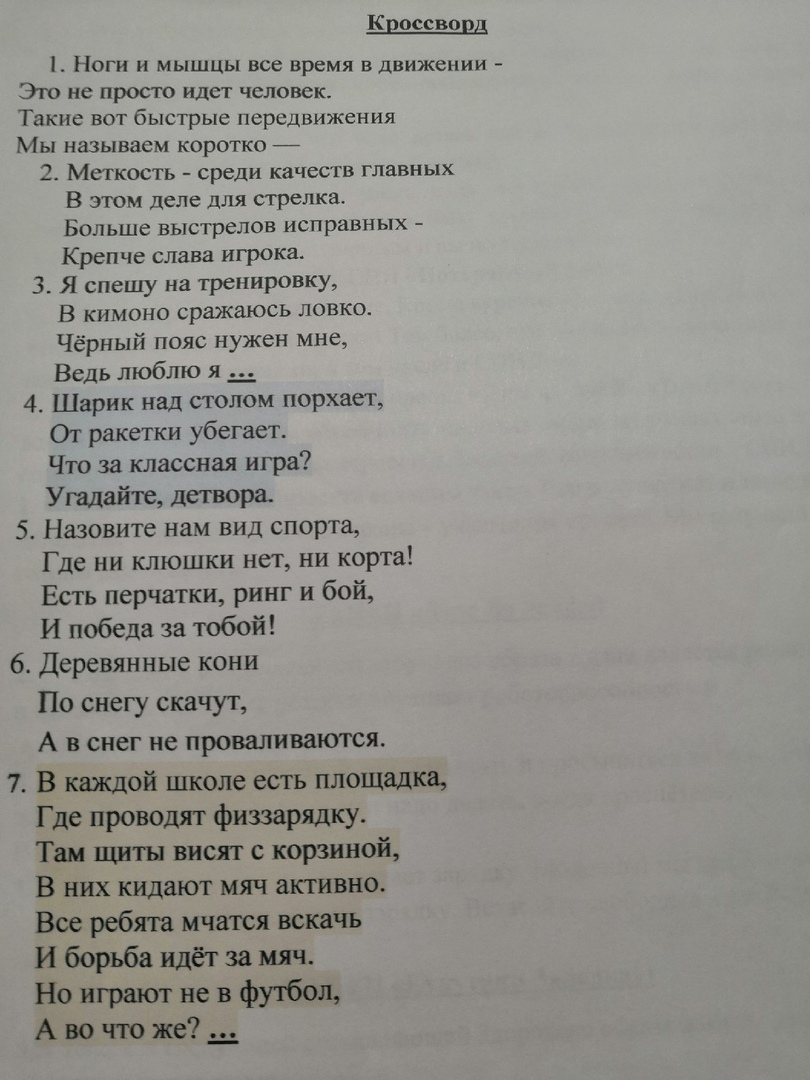 Кроссворд
1. Ноги и мышцы все время в движении -
Это не просто идет человек.
Такие вот быстрые передвижения
Мы называем коротко —
2. Меткость - среди качеств главных
В этом деле для стрелка.
Больше выстрелов исправных -
Крепче слава игрока.
3. Я спешу на тренировку,
В кимоно сражаюсь ловко.
Чёрный пояс нужен мне,
Ведь люблю я ...
4. Шарик над столом порхает,
От ракетки убегает.
Что за классная игра?
Угадайте, детвора.
5. Назовите нам вид спорта,
Где ни клюшки нет, ни корта!
Есть перчатки, ринг и бой,
И победа за тобой!
6. Деревянные кони
По снегу скачут,
А в снег не проваливаются.
7. В каждой школе есть площадка,
Где проводят физзарядку.
Там щиты висят с корзиной,
В них кидают мяч активно.
Все ребята мчатся вскачь
И борьба идёт за мяч.
Но играют не в футбол,
А во что же? ...